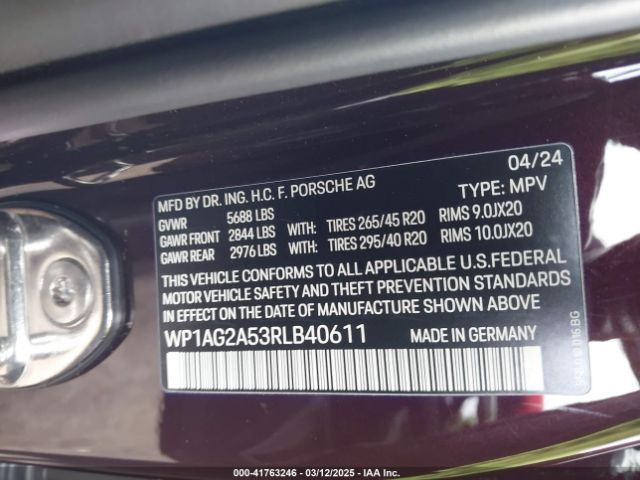 04/24
MFD BY DR. ING. H.C. F. PORSCHE AG
TYPE: MPV
GVWR 5688 LBS
GAWR FRONT 2844 LBS WITH: TIRES 265/45 R20 RIMS 9.0JX20
GAWR REAR 2976 LBS WITH: TIRES 295/40 R20 RIMS 10.0JX20
THIS VEHICLE CONFORMS TO ALL APPLICABLE U.S.FEDERAL
MOTOR VEHICLE SAFETY AND THEFT PREVENTION STANDARDS
IN EFFECT ON THE DATE OF MANUFACTURE SHOWN ABOVE
WP1AG2A53RLB40611 MADE IN GERMANY
000-41763246 - 03/12/2025 - IAA Inc.